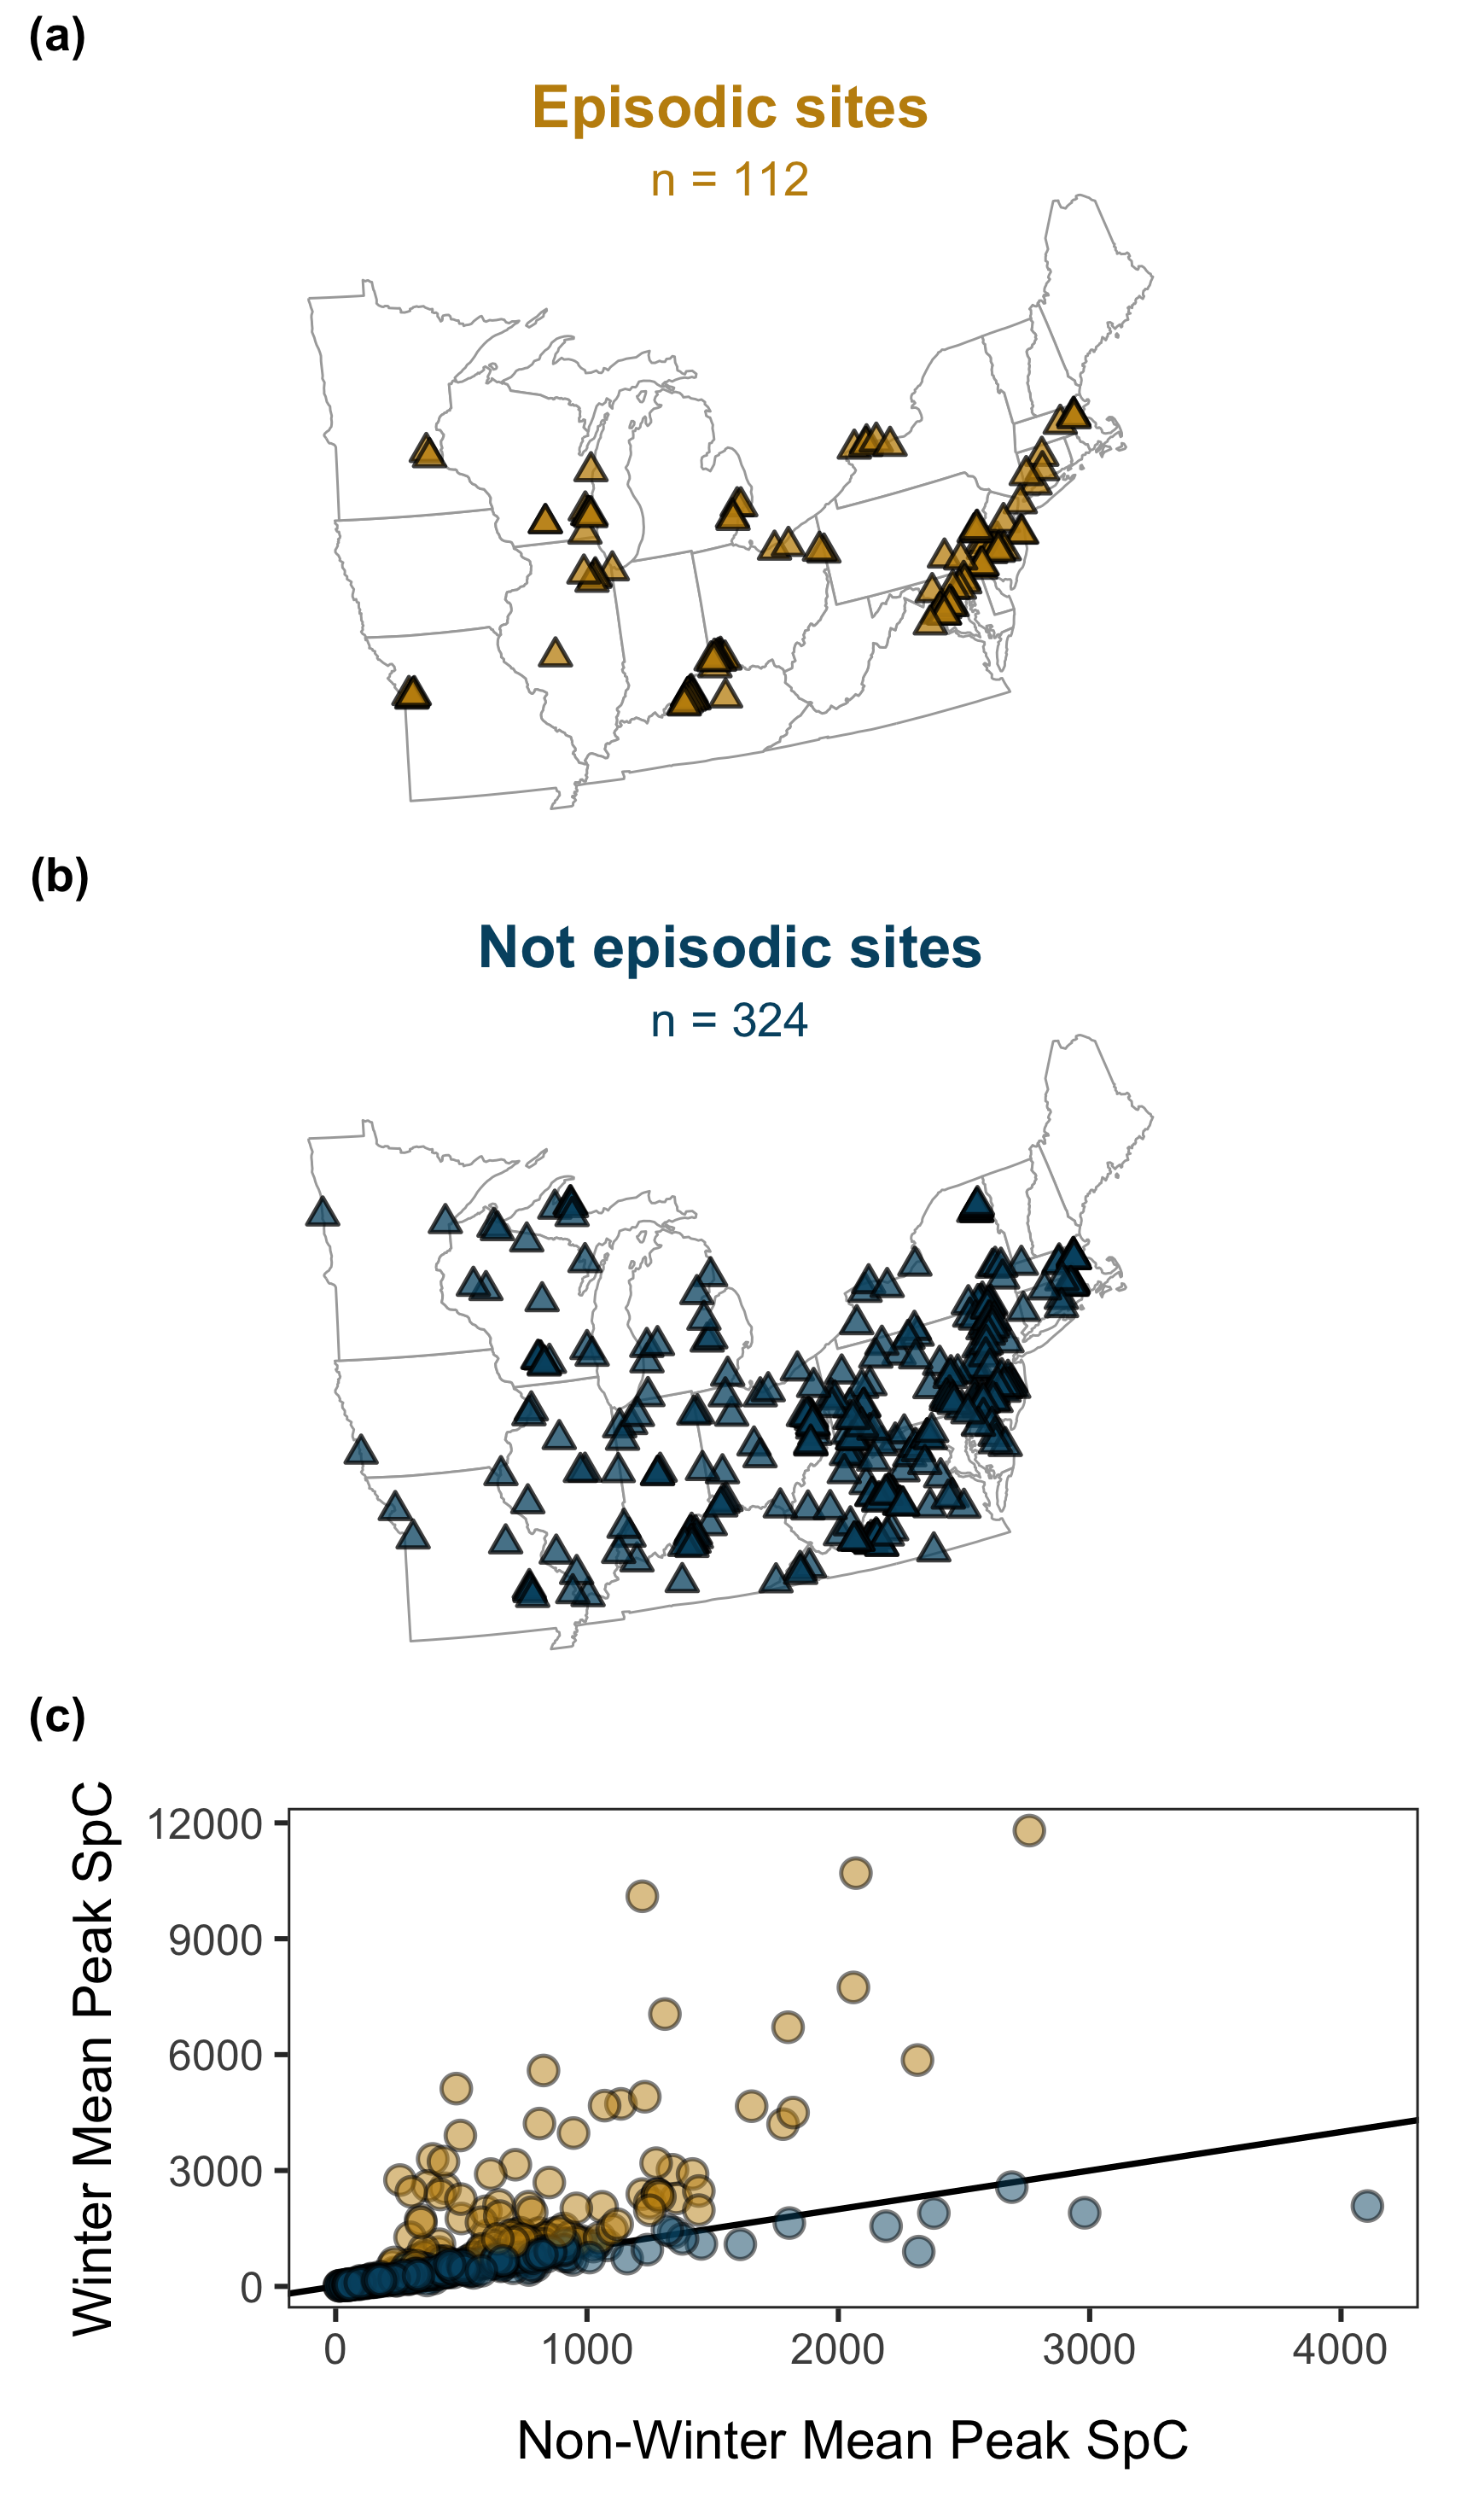 (a)
Episodic sites
n = 112
(b)
Not episodic sites
n = 324
(c)
Winter Mean Peak SpC
12000
9000
6000
3000
0
0 1000 2000 3000 4000
Non-Winter Mean Peak SpC